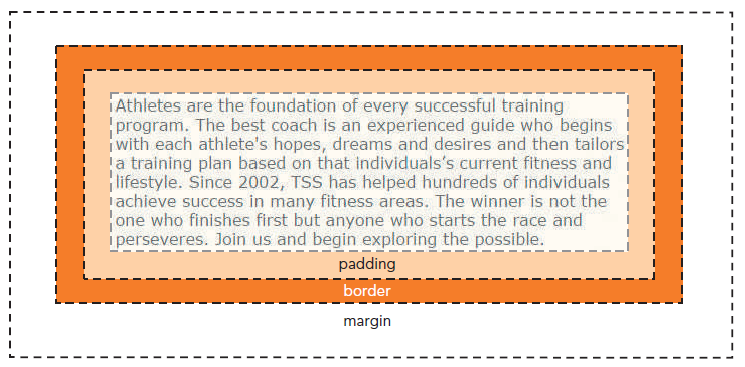 Athletes are the foundation of every successful training
program. The best coach is an experienced guide who begins
with each athlete's hopes, dreams and desires and then tailors
a training plan based on that individuals’s current fitness and
lifestyle. Since 2002, TSS has helped hundreds of individuals
achieve success in many fitness areas. The winner is not the
one who finishes first but anyone who starts the race and
perseveres. Join us and begin exploring the possible.
padding
border
margin